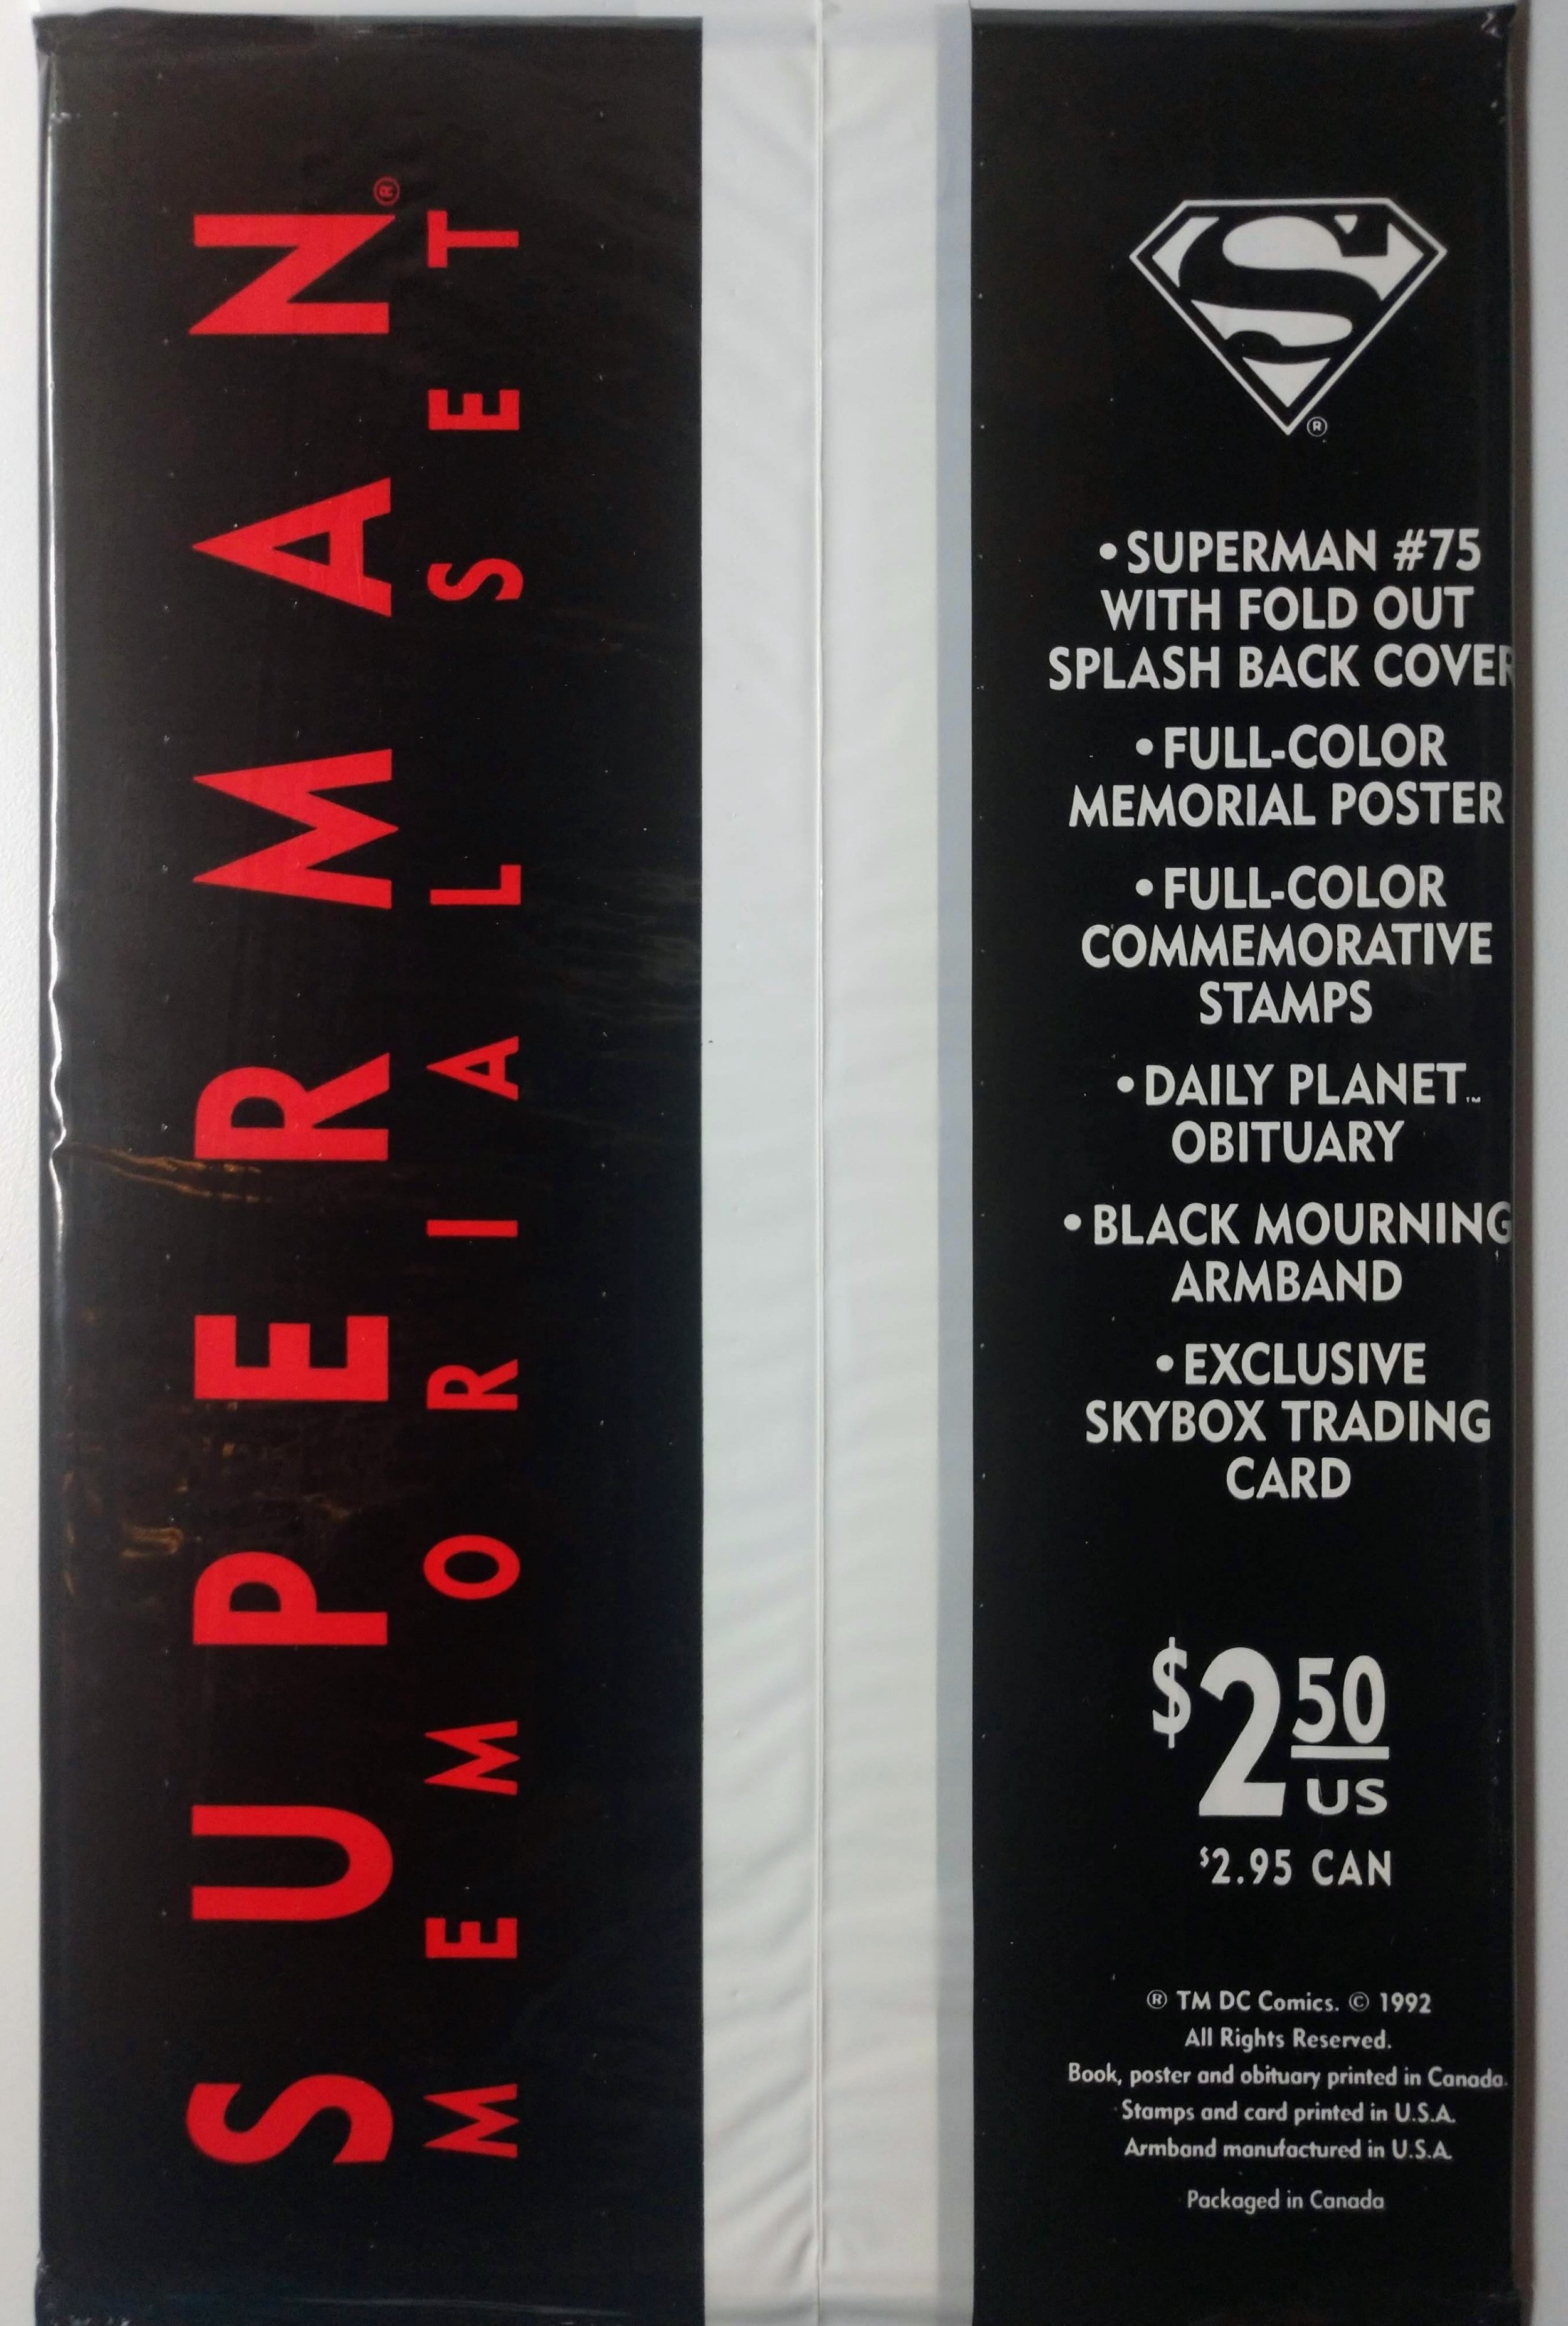 SUPERMAN®
MEMORIAL SET
S
®
• SUPERMAN #75
WITH FOLD OUT
SPLASH BACK COVER
• FULL-COLOR
MEMORIAL POSTER
• FULL-COLOR
COMMEMORATIVE
STAMPS
• DAILY PLANET™
OBITUARY
• BLACK MOURNING
ARMBAND
• EXCLUSIVE
SKYBOX TRADING
CARD
$2.50
US
$2.95 CAN
® TM DC Comics. © 1992
All Rights Reserved.
Book, poster and obituary printed in Canada.
Stamps and card printed in U.S.A.
Armband manufactured in U.S.A.
Packaged in Canada